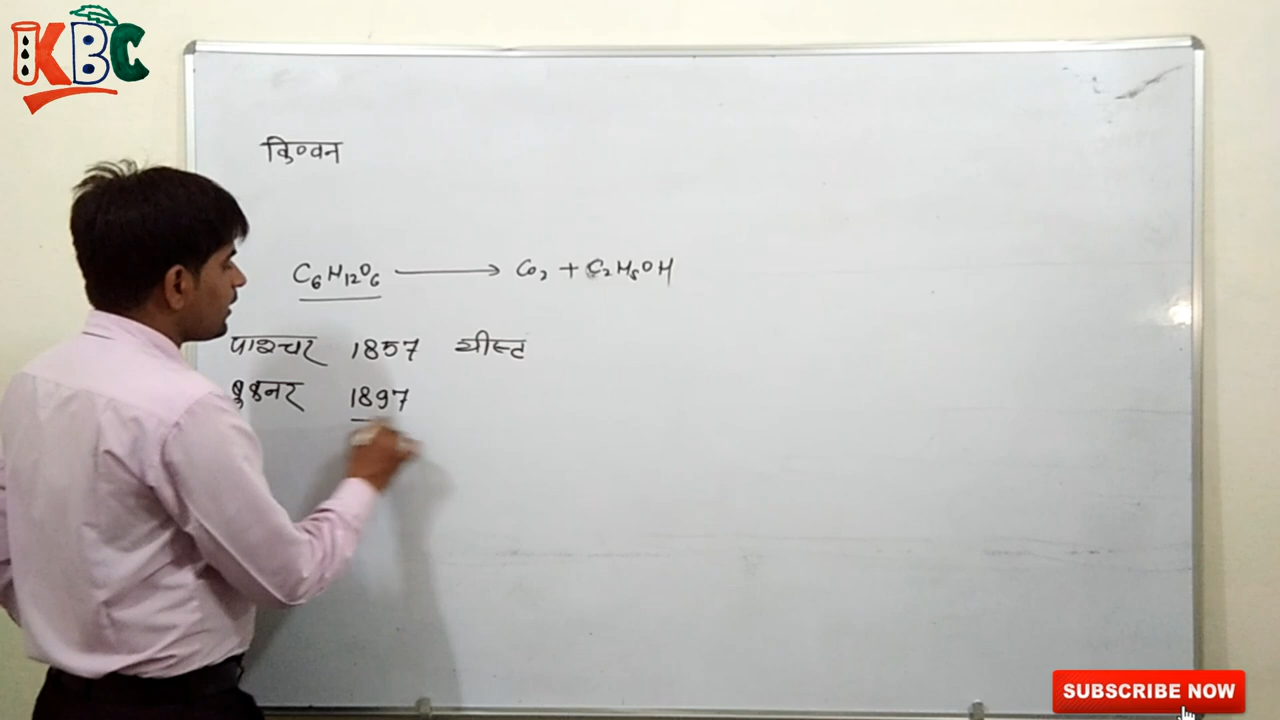 KBC
किण्वन
C6H12O6 → CO2 + C2H5OH
पाश्चर 1857 यीस्ट
बुकनर 1897
SUBSCRIBE NOW